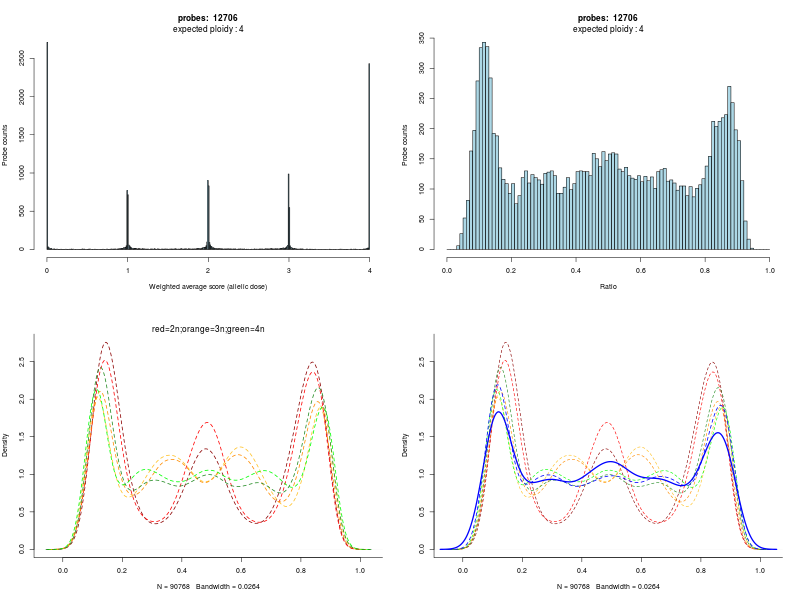 probes: 12706
expected ploidy : 4
Probe counts
2500
2000
1500
1000
500
0
0 1 2 3 4
Weighted average score (allelic dose)
probes: 12706
expected ploidy : 4
Probe counts
350
300
250
200
150
100
50
0
0.0 0.2 0.4 0.6 0.8 1.0
Ratio
red=2n;orange=3n;green=4n
Density
2.5
2.0
1.5
1.0
0.5
0.0
0.0 0.2 0.4 0.6 0.8 1.0
N = 90768 Bandwidth = 0.0264
Density
2.5
2.0
1.5
1.0
0.5
0.0
0.0 0.2 0.4 0.6 0.8 1.0
N = 90768 Bandwidth = 0.0264